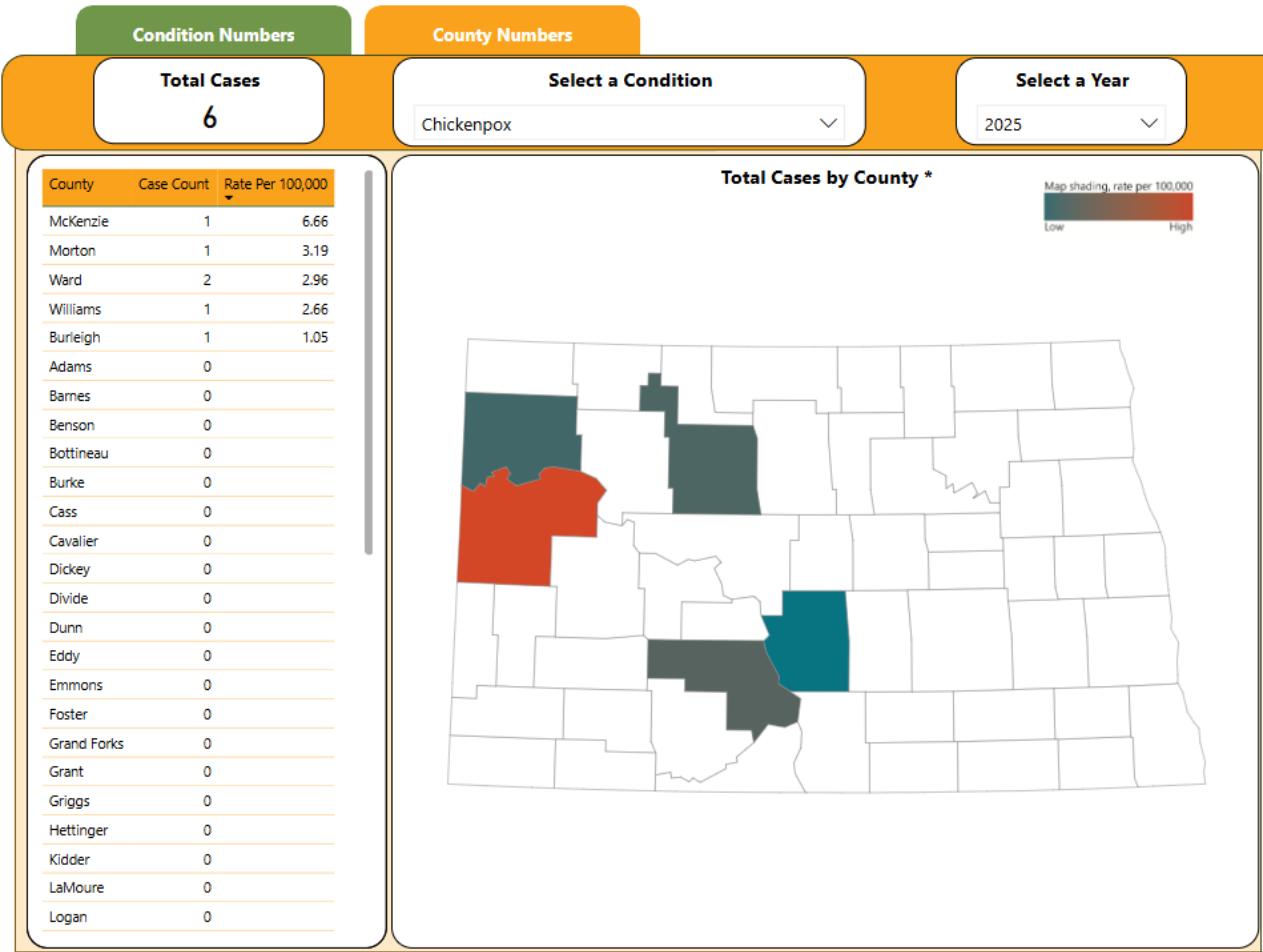 Condition Numbers County Numbers
Total Cases
6
Select a Condition
Chickenpox
Select a Year
2025
County Case Count Rate Per 100,000
McKenzie 1 6.66
Morton 1 3.19
Ward 2 2.96
Williams 1 2.66
Burleigh 1 1.05
Adams 0
Barnes 0
Benson 0
Bottineau 0
Burke 0
Cass 0
Cavalier 0
Dickey 0
Divide 0
Dunn 0
Eddy 0
Emmons 0
Foster 0
Grand Forks 0
Grant 0
Griggs 0
Hettinger 0
Kidder 0
LaMoure 0
Logan 0
Total Cases by County *
Map shading, rate per 100,000
Low High